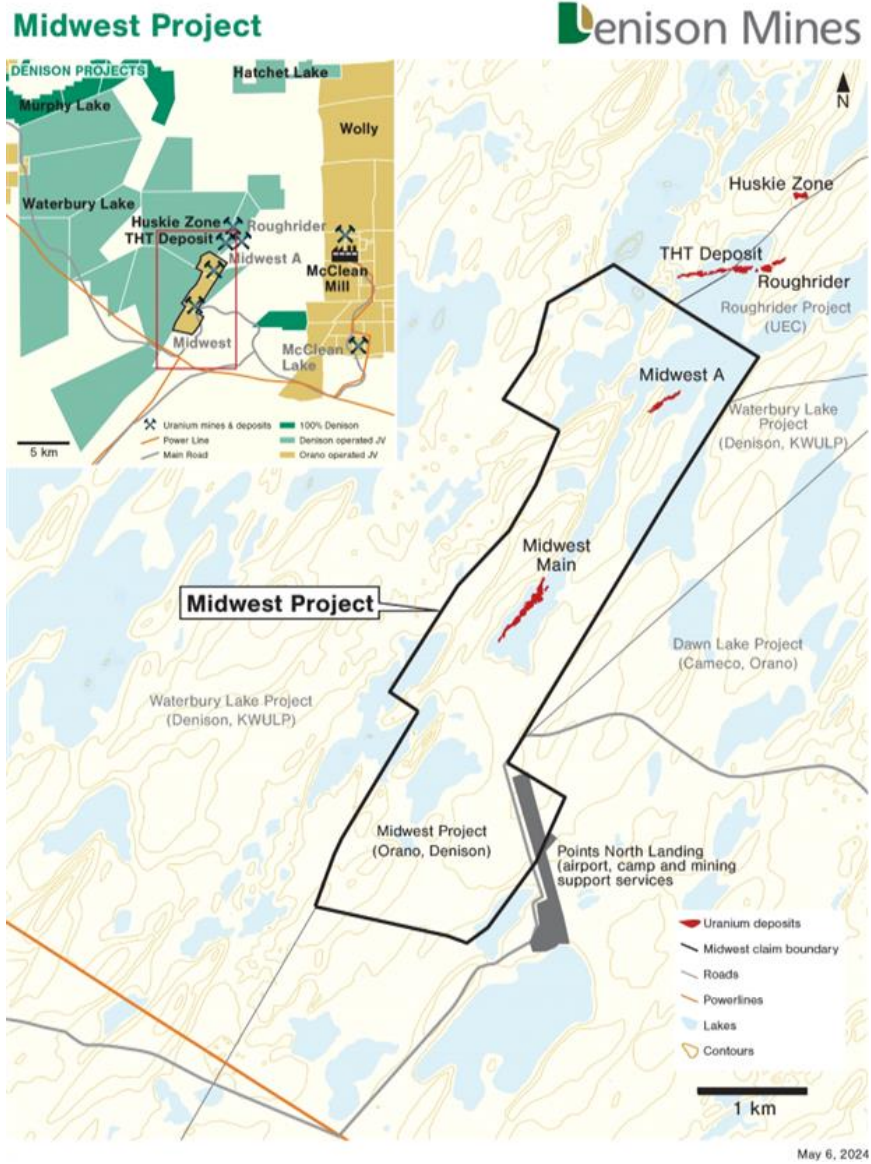 Midwest Project
Denison Mines
DENISON PROJECTS
Hatchet Lake
Murphy Lake
Wolly
Waterbury Lake
Huskie Zone
Roughrider
THT Deposit
Midwest A
McClean
Mill
Midwest
McClean
Lake
Uranium mines & deposits
Power Line
Main Road
100% Denison
Denison operated JV
Orano operated JV
5 km
N
Huskie Zone
THT Deposit
Roughrider
Roughrider Project
(UEC)
Midwest A
Waterbury Lake
Project
(Denison, KWULP)
Midwest
Main
Midwest Project
Dawn Lake Project
(Cameco, Orano)
Waterbury Lake Project
(Denison, KWULP)
Midwest Project
(Orano, Denison)
Points North Landing
(airport, camp and mining
support services
Uranium deposits
Midwest claim boundary
Roads
Powerlines
Lakes
Contours
1 km
May 6, 2024